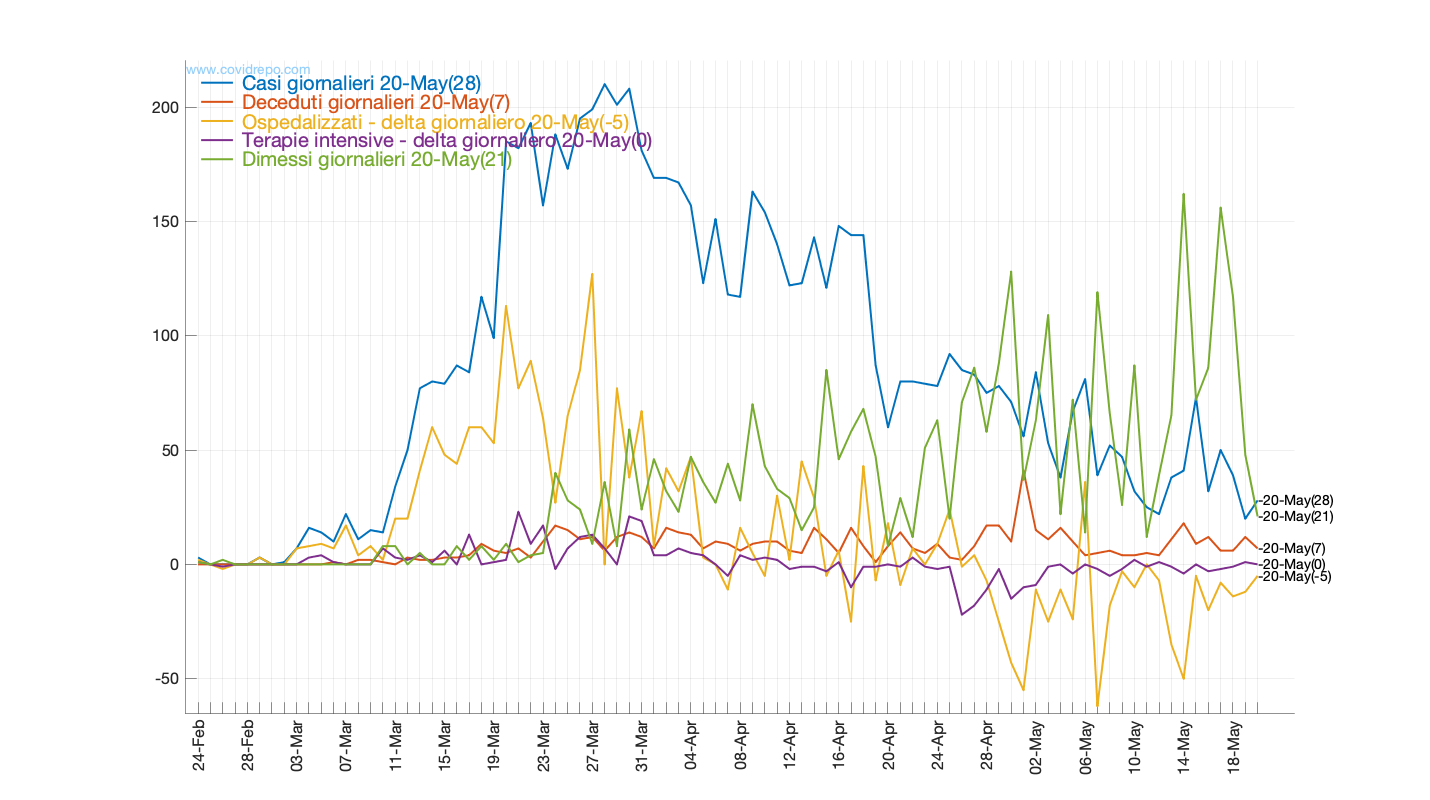 www.covidrepo.com
Casi giornalieri 20-May(28)
Deceduti giornalieri 20-May(7)
Ospedalizzati - delta giornaliero 20-May(-5)
Terapie intensive - delta giornaliero 20-May(0)
Dimessi giornalieri 20-May(21)
200
150
100
50
0
-50
-20-May(28)
-20-May(21)
-20-May(7)
-20-May(0)
-20-May(-5)
24-Feb
28-Feb
03-Mar
07-Mar
11-Mar
15-Mar
19-Mar
23-Mar
27-Mar
31-Mar
04-Apr
08-Apr
12-Apr
16-Apr
20-Apr
24-Apr
28-Apr
02-May
06-May
10-May
14-May
18-May